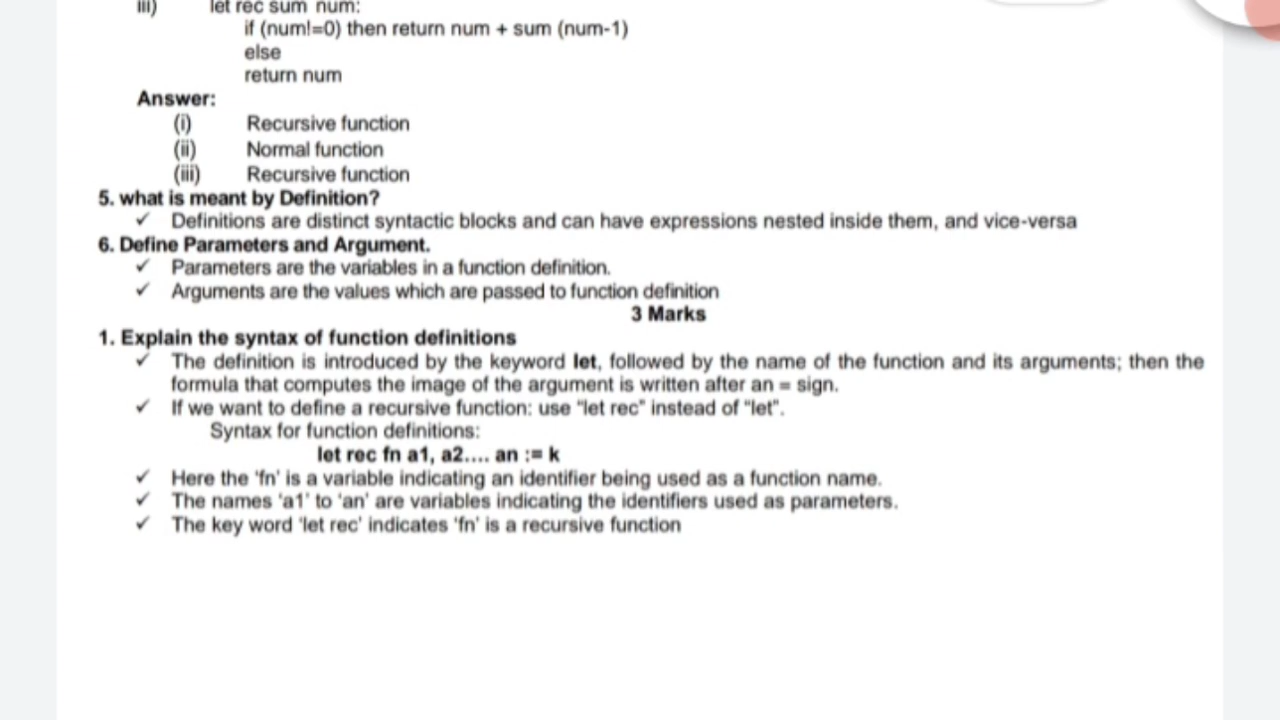 iii) let rec sum num:
if (num!=0) then return num + sum (num-1)
else
return num
Answer:
(i) Recursive function
(ii) Normal function
(iii) Recursive function
5. what is meant by Definition?
✓ Definitions are distinct syntactic blocks and can have expressions nested inside them, and vice-versa
6. Define Parameters and Argument.
✓ Parameters are the variables in a function definition.
✓ Arguments are the values which are passed to function definition
3 Marks
1. Explain the syntax of function definitions
✓ The definition is introduced by the keyword let, followed by the name of the function and its arguments; then the
formula that computes the image of the argument is written after an = sign.
✓ If we want to define a recursive function: use "let rec" instead of "let".
Syntax for function definitions:
let rec fn a1, a2.... an := k
✓ Here the 'fn' is a variable indicating an identifier being used as a function name.
✓ The names 'a1' to 'an' are variables indicating the identifiers used as parameters.
✓ The key word 'let rec' indicates 'fn' is a recursive function